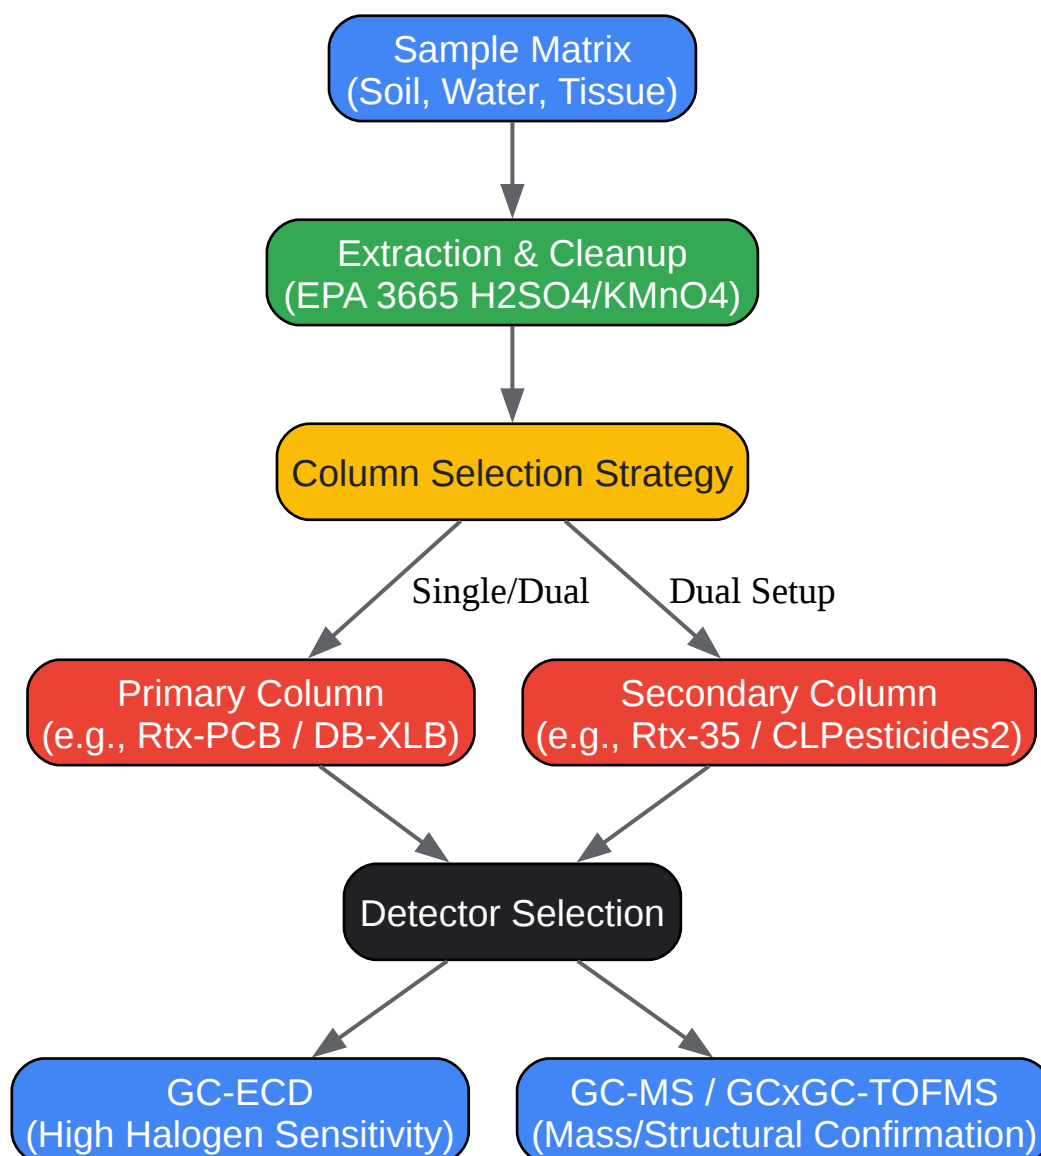 Sample Matrix
(Soil, Water, Tissue)
Extraction & Cleanup
(EPA 3665 H2SO4/KMnO4)
Column Selection Strategy
Single/Dual
Dual Setup
Primary Column
(e.g., Rtx-PCB / DB-XLB)
Secondary Column
(e.g., Rtx-35 / CLPesticides2)
Detector Selection
GC-ECD
(High Halogen Sensitivity)
GC-MS / GCxGC-TOFMS
(Mass/Structural Confirmation)